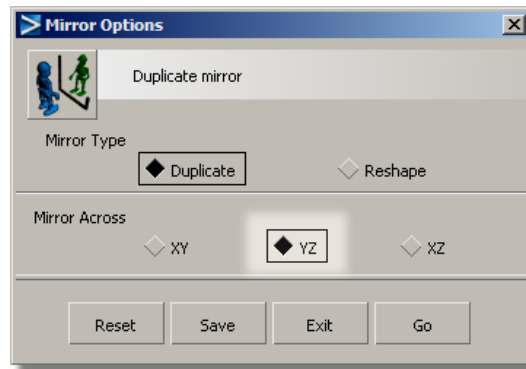 Mirror Options
Duplicate mirror
Mirror Type
Duplicate Reshape
Mirror Across
XY YZ XZ
Reset Save Exit Go